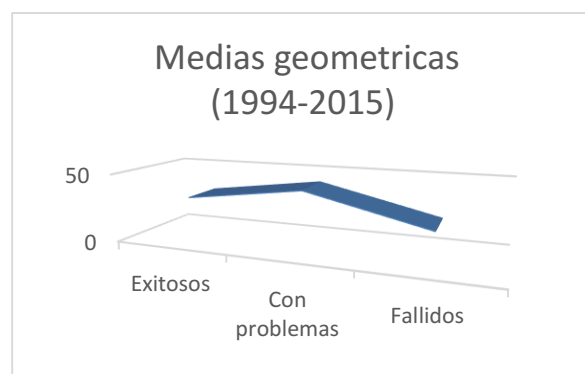 Medias geometricas
(1994-2015)
50
0
Exitosos
Con
problemas
Fallidos